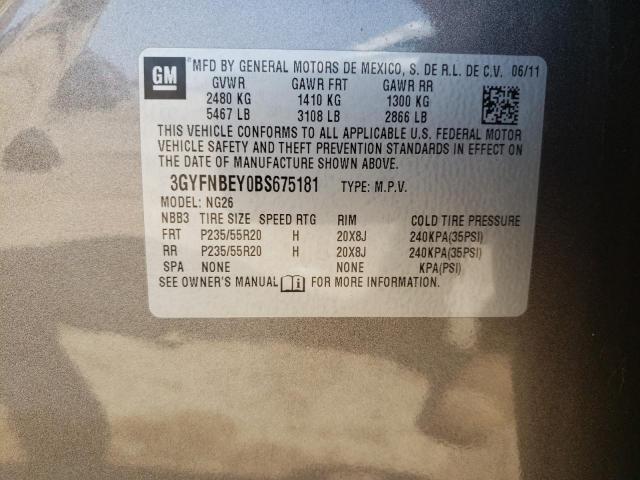 GM
MFD BY GENERAL MOTORS DE MEXICO, S. DE R.L. DE C.V. 06/11
GVWR GAWR FRT GAWR RR
2480 KG 1410 KG 1300 KG
5467 LB 3108 LB 2866 LB
THIS VEHICLE CONFORMS TO ALL APPLICABLE U.S. FEDERAL MOTOR
VEHICLE SAFETY AND THEFT PREVENTION STANDARDS IN EFFECT ON
THE DATE OF MANUFACTURE SHOWN ABOVE.
3GYFNBEY0BS675181 TYPE: M.P.V.
MODEL: NG26
NBB3 TIRE SIZE SPEED RTG RIM COLD TIRE PRESSURE
FRT P235/55R20 H 20X8J 240KPA(35PSI)
RR P235/55R20 H 20X8J 240KPA(35PSI)
SPA NONE NONE KPA(PSI)
SEE OWNER'S MANUAL FOR MORE INFORMATION.